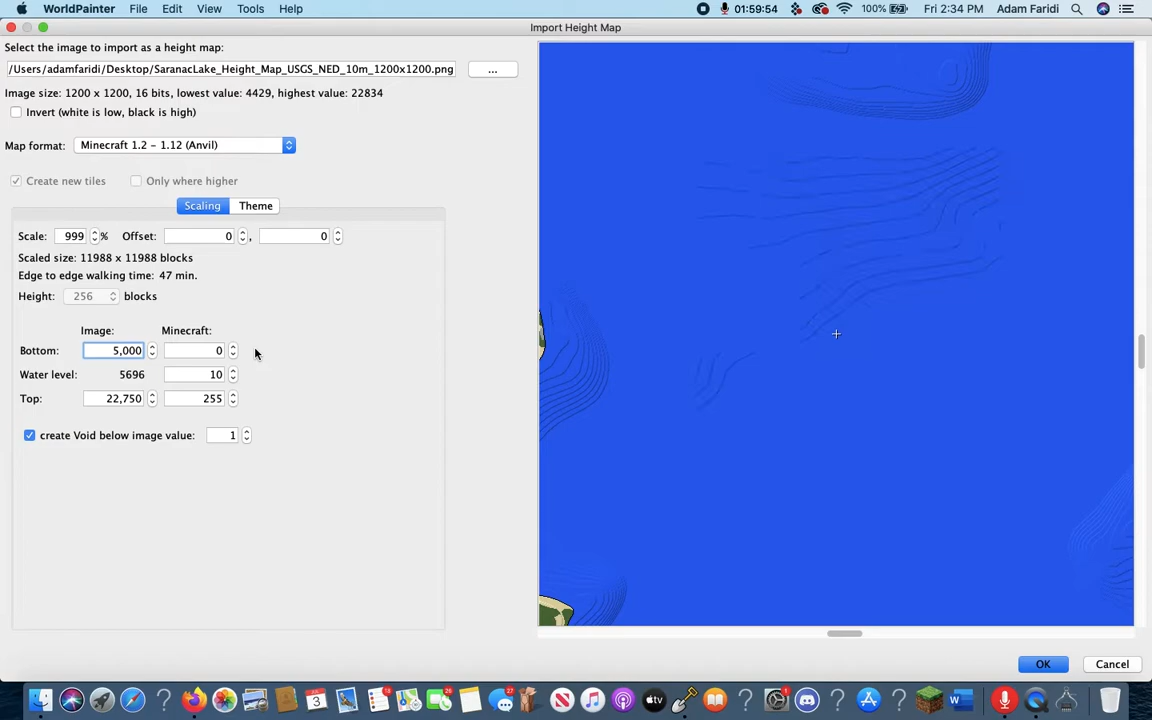 WorldPainter File Edit View Tools Help 01:59:54 100% Fri 2:34 PM Adam Faridi
Import Height Map
Select the image to import as a height map:
/Users/adamfaridi/Desktop/SaranacLake_Height_Map_USGS_NED_10m_1200x1200.png ...
Image size: 1200 x 1200, 16 bits, lowest value: 4429, highest value: 22834
Invert (white is low, black is high)
Map format: Minecraft 1.2 - 1.12 (Anvil)
Create new tiles Only where higher
Scaling Theme
Scale: 999 % Offset: 0 , 0
Scaled size: 11988 x 11988 blocks
Edge to edge walking time: 47 min.
Height: 256 blocks
Image: Minecraft:
Bottom: 5,000 0
Water level: 5696 10
Top: 22,750 255
create Void below image value: 1
OK Cancel